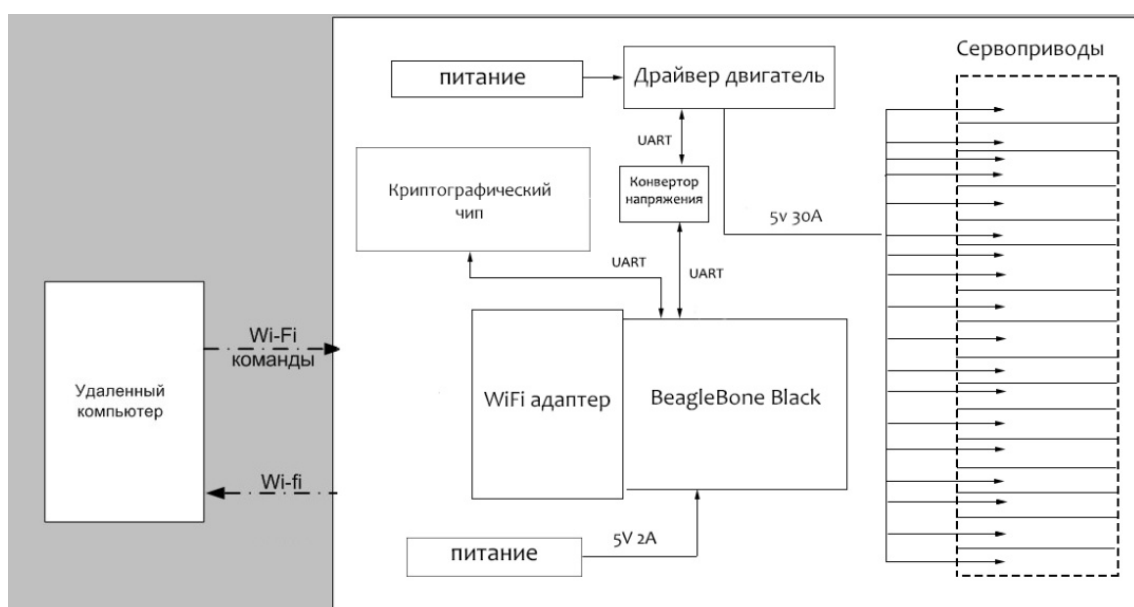 Сервоприводы
питание
Драйвер двигатель
UART
Криптографический
чип
Конвертор
напряжения
5v 30A
UART
UART
Wi-Fi
команды
Удаленный
компьютер
WiFi адаптер
BeagleBone Black
Wi-fi
питание
5V 2A